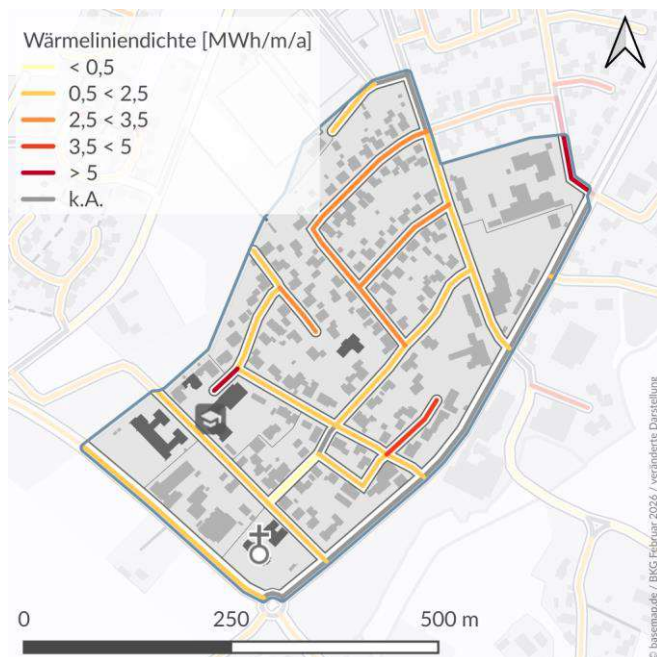 Wärmeliniendichte [MWh/m/a]
< 0,5
0,5 < 2,5
2,5 < 3,5
3,5 < 5
> 5
k.A.
0 250 500 m
© basemap.de / BKG Februar 2026 / veränderte Darstellung